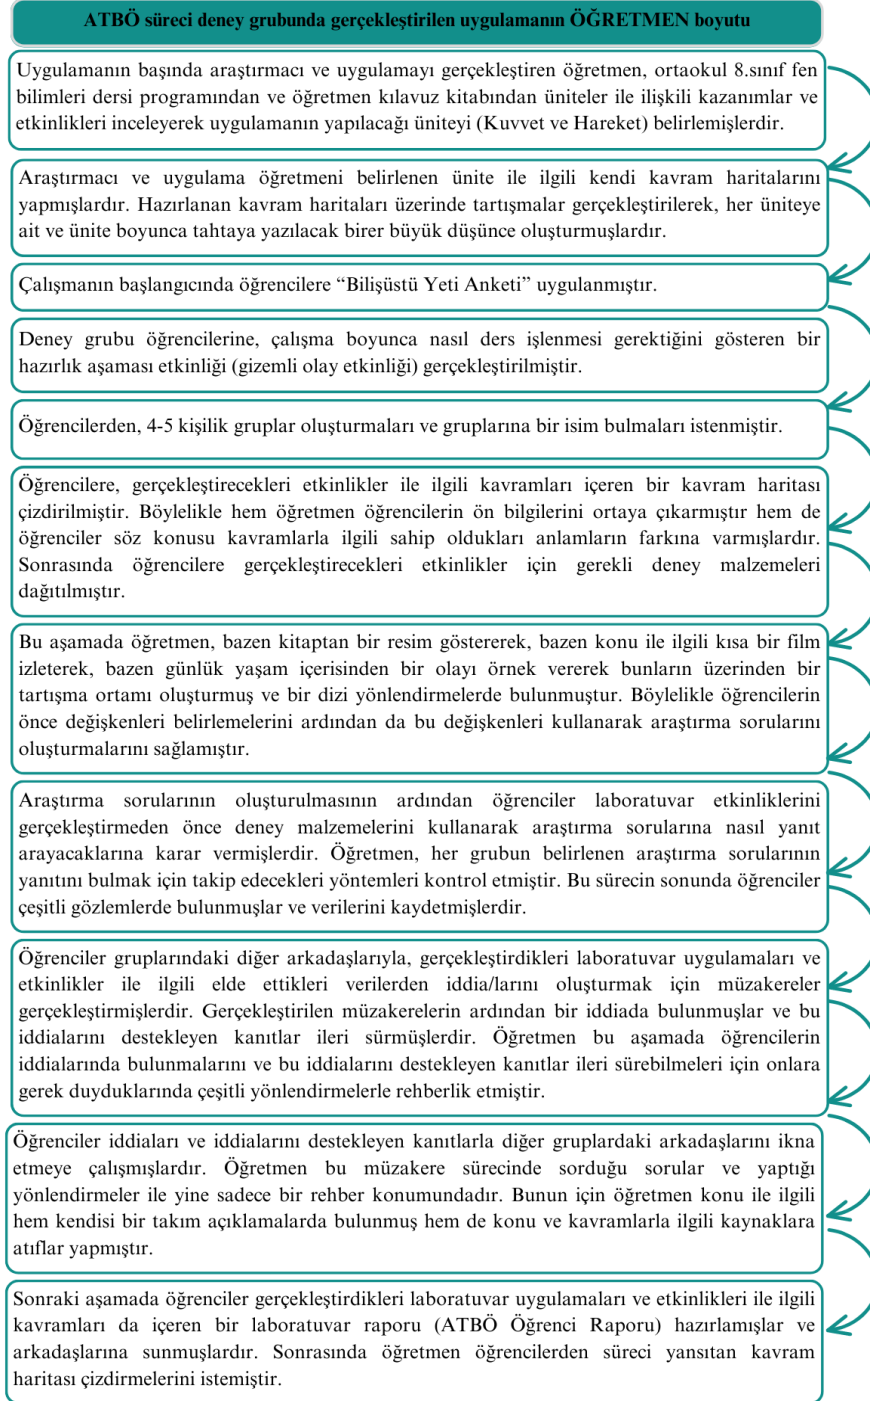 ATBÖ süreci deney grubunda gerçekleştirilen uygulamanın ÖĞRETMEN boyutu
Uygulamanın başında araştırmacı ve uygulamayı gerçekleştiren öğretmen, ortaokul 8.sınıf fen
bilimleri dersi programından ve öğretmen kılavuz kitabından üniteler ile ilişkili kazanımlar ve
etkinlikleri inceleyerek uygulamanın yapılacağı üniteyi (Kuvvet ve Hareket) belirlemişlerdir.
Araştırmacı ve uygulama öğretmeni belirlenen ünite ile ilgili kendi kavram haritalarını
yapmışlardır. Hazırlanan kavram haritaları üzerinde tartışmalar gerçekleştirilerek, her üniteye
ait ve ünite boyunca tahtaya yazılacak birer büyük düşünce oluşturmuşlardır.
Çalışmanın başlangıcında öğrencilere “Bilişüstü Yeti Anketi” uygulanmıştır.
Deney grubu öğrencilerine, çalışma boyunca nasıl ders işlenmesi gerektiğini gösteren bir
hazırlık aşaması etkinliği (gizemli olay etkinliği) gerçekleştirilmiştir.
Öğrencilerden, 4-5 kişilik gruplar oluşturmaları ve gruplarına bir isim bulmaları istenmiştir.
Öğrencilere, gerçekleştirecekleri etkinlikler ile ilgili kavramları içeren bir kavram haritası
çizdirilmiştir. Böylelikle hem öğretmen öğrencilerin ön bilgilerini ortaya çıkarmıştır hem de
öğrenciler söz konusu kavramlarla ilgili sahip oldukları anlamların farkına varmışlardır.
Sonrasında öğrencilere gerçekleştirecekleri etkinlikler için gerekli deney malzemeleri
dağıtılmıştır.
Bu aşamada öğretmen, bazen kitaptan bir resim göstererek, bazen konu ile ilgili kısa bir film
izleterek, bazen günlük yaşam içerisinden bir olayı örnek vererek bunların üzerinden bir
tartışma ortamı oluşturmuş ve bir dizi yönlendirmelerde bulunmuştur. Böylelikle öğrencilerin
önce değişkenleri belirlemelerini ardından da bu değişkenleri kullanarak araştırma sorularını
oluşturmalarını sağlamıştır.
Araştırma sorularının oluşturulmasının ardından öğrenciler laboratuvar etkinliklerini
gerçekleştirmeden önce deney malzemelerini kullanarak araştırma sorularına nasıl yanıt
arayacaklarına karar vermişlerdir. Öğretmen, her grubun belirlenen araştırma sorularının
yanıtını bulmak için takip edecekleri yöntemleri kontrol etmiştir. Bu sürecin sonunda öğrenciler
çeşitli gözlemlerde bulunmuşlar ve verilerini kaydetmişlerdir.
Öğrenciler gruplarındaki diğer arkadaşlarıyla, gerçekleştirdikleri laboratuvar uygulamaları ve
etkinlikler ile ilgili elde ettikleri verilerden iddia/larını oluşturmak için müzakereler
gerçekleştirmişlerdir. Gerçekleştirilen müzakerelerin ardından bir iddiada bulunmuşlar ve bu
iddialarını destekleyen kanıtlar ileri sürmüşlerdir. Öğretmen bu aşamada öğrencilerin
iddialarında bulunmalarını ve bu iddialarını destekleyen kanıtlar ileri sürebilmeleri için onlara
gerek duyduklarında çeşitli yönlendirmelerle rehberlik etmiştir.
Öğrenciler iddiaları ve iddialarını destekleyen kanıtlarla diğer gruplardaki arkadaşlarını ikna
etmeye çalışmışlardır. Öğretmen bu müzakere sürecinde sorduğu sorular ve yaptığı
yönlendirmeler ile yine sadece bir rehber konumundadır. Bunun için öğretmen konu ile ilgili
hem kendisi bir takım açıklamalarda bulunmuş hem de konu ve kavramlarla ilgili kaynaklara
atıflar yapmıştır.
Sonraki aşamada öğrenciler gerçekleştirdikleri laboratuvar uygulamaları ve etkinlikleri ile ilgili
kavramları da içeren bir laboratuvar raporu (ATBÖ Öğrenci Raporu) hazırlamışlar ve
arkadaşlarına sunmuşlardır. Sonrasında öğretmen öğrencilerden süreci yansıtan kavram
haritası çizdirmelerini istemiştir.